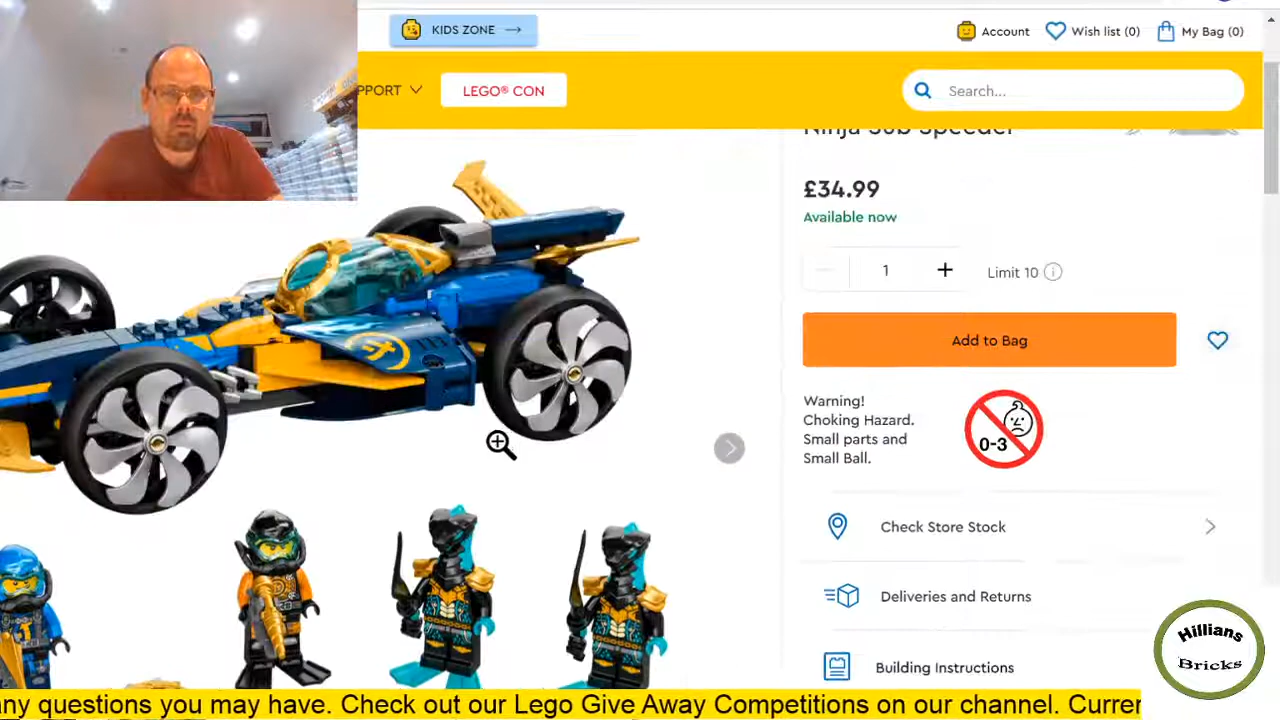 KIDS ZONE →
Account
Wish list (0)
My Bag (0)
PPORT
LEGO® CON
Search...
Ninja Sub Speeder
£34.99
Available now
1
+
Limit 10
Add to Bag
Warning!
Choking Hazard.
Small parts and
Small Ball.
0-3
Check Store Stock
Deliveries and Returns
Building Instructions
Hillians
Bricks
any questions you may have. Check out our Lego Give Away Competitions on our channel. Currer